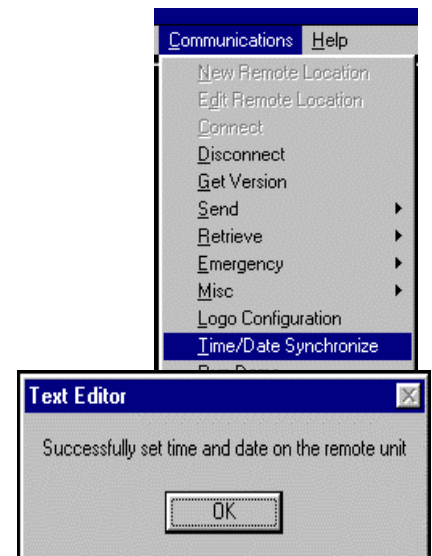 Communications Help
New Remote Location
Edit Remote Location
Connect
Disconnect
Get Version
Send
Retrieve
Emergency
Misc
Logo Configuration
Time/Date Synchronize
Text Editor
Successfully set time and date on the remote unit
OK